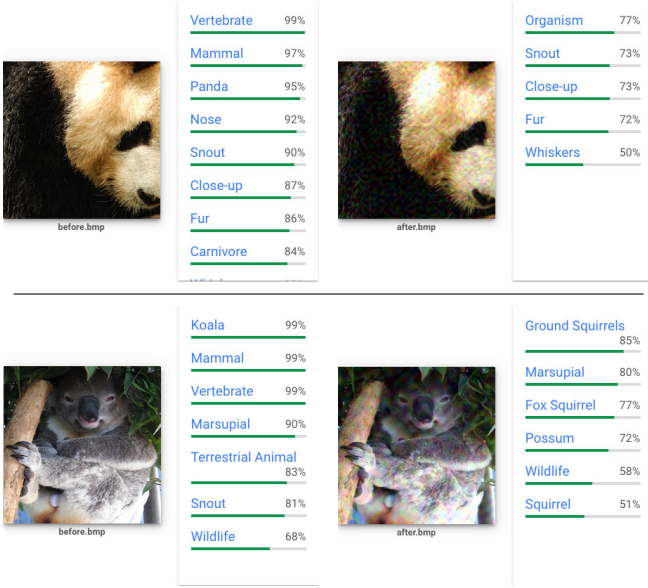 Vertebrate 99%
Mammal 97%
Panda 95%
Nose 92%
Snout 90%
Close-up 87%
Fur 86%
Carnivore 84%
before.bmp
Organism 77%
Snout 73%
Close-up 73%
Fur 72%
Whiskers 50%
after.bmp
Koala 99%
Mammal 99%
Vertebrate 99%
Marsupial 90%
Terrestrial Animal
83%
Snout 81%
Wildlife 68%
before.bmp
Ground Squirrels
85%
Marsupial 80%
Fox Squirrel 77%
Possum 72%
Wildlife 58%
Squirrel 51%
after.bmp